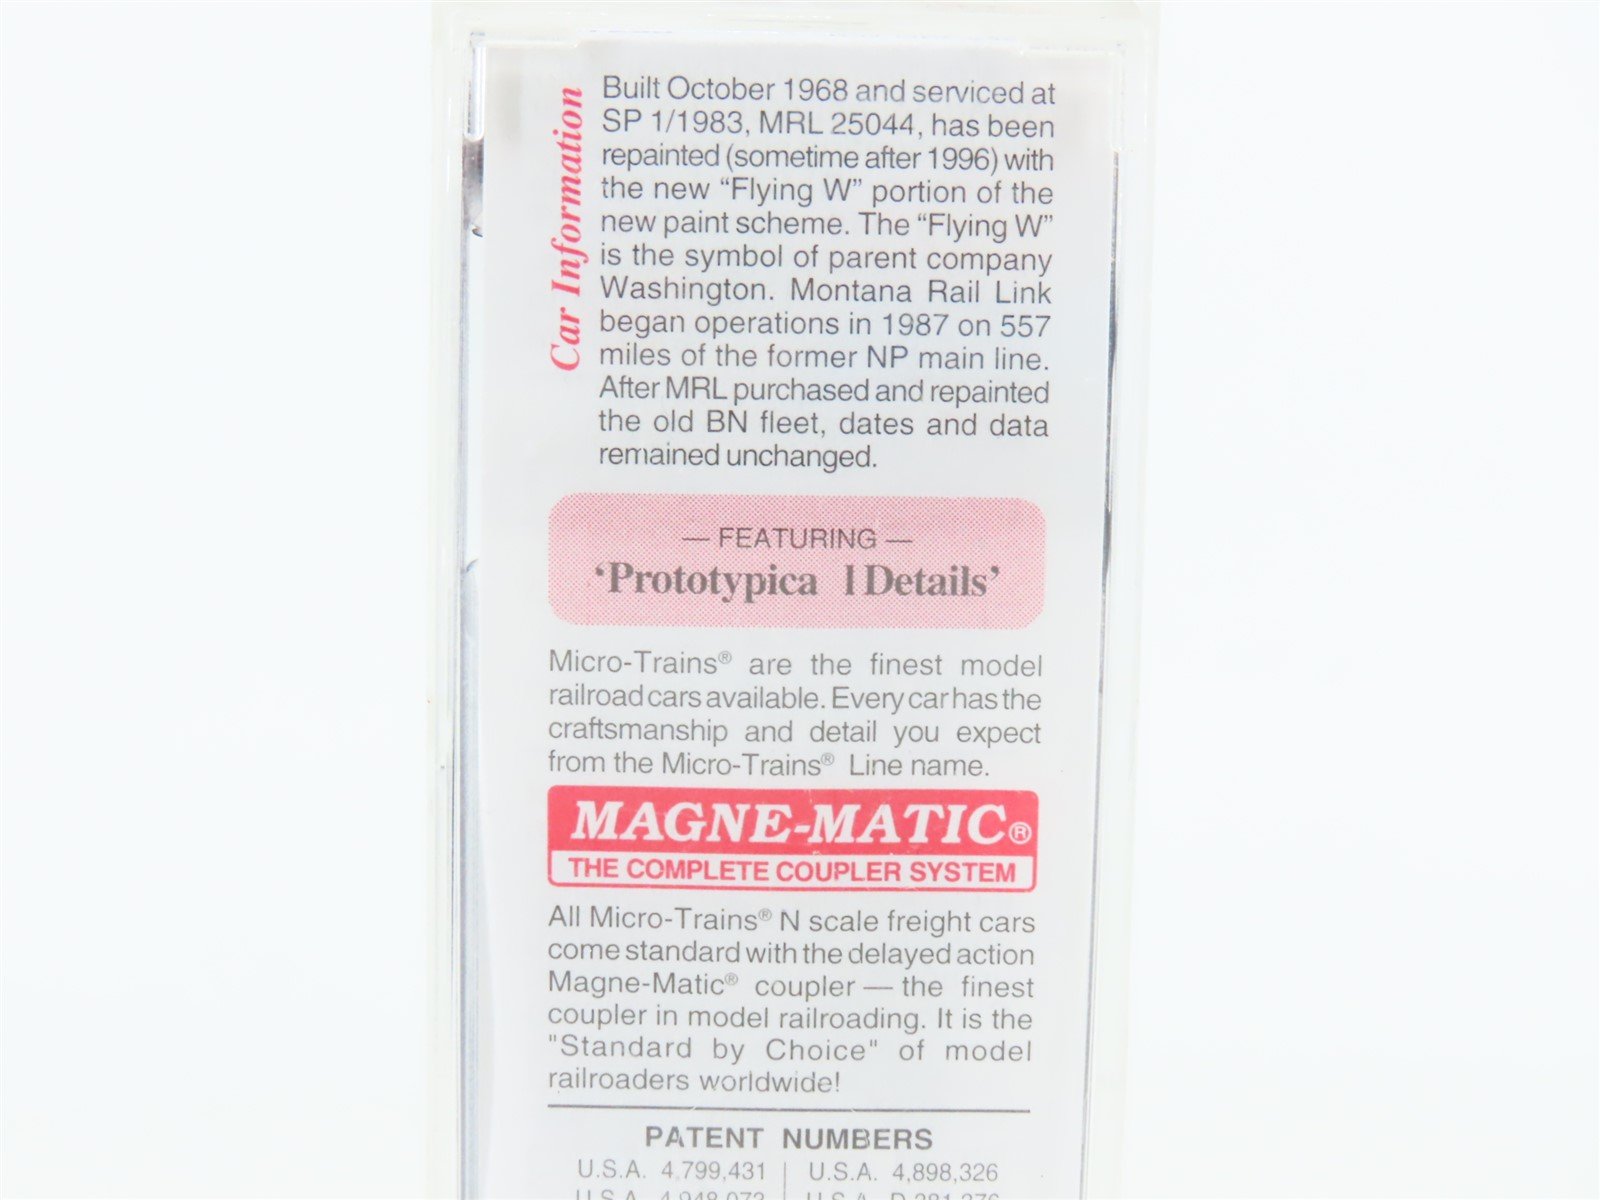 Car Information
Built October 1968 and serviced at
SP 1/1983, MRL 25044, has been
repainted (sometime after 1996) with
the new “Flying W” portion of the
new paint scheme. The “Flying W”
is the symbol of parent company
Washington. Montana Rail Link
began operations in 1987 on 557
miles of the former NP main line.
After MRL purchased and repainted
the old BN fleet, dates and data
remained unchanged.
— FEATURING —
‘Prototypica l Details’
Micro-Trains® are the finest model
railroad cars available. Every car has the
craftsmanship and detail you expect
from the Micro-Trains® Line name.
MAGNE-MATIC®
THE COMPLETE COUPLER SYSTEM
All Micro-Trains® N scale freight cars
come standard with the delayed action
Magne-Matic® coupler — the finest
coupler in model railroading. It is the
"Standard by Choice" of model
railroaders worldwide!
PATENT NUMBERS
U.S.A. 4,799,431 | U.S.A. 4,898,326
U.S.A. 4,948,073 U.S.A. D